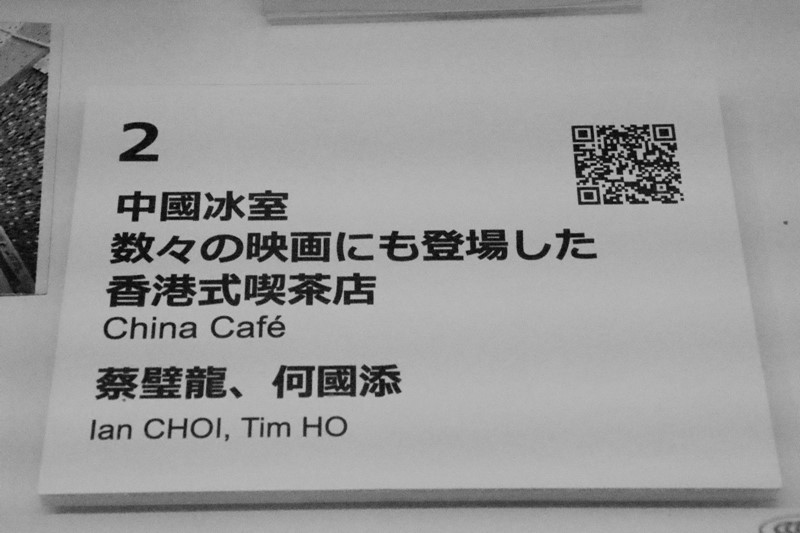 2
中國冰室
数々の映画にも登場した
香港式喫茶店
China Café
蔡璧龍、何國添
Ian CHOI, Tim HO